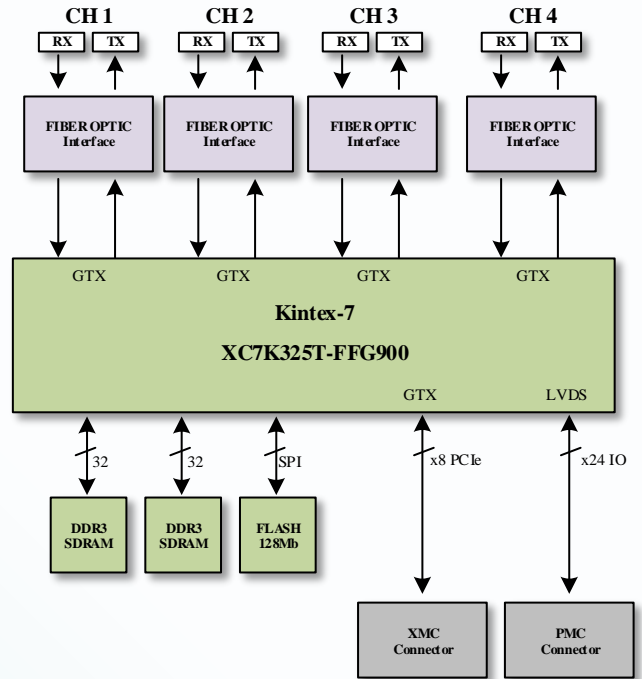 CH 1 CH 2 CH 3 CH 4
RX TX RX TX RX TX RX TX
FIBER OPTIC FIBER OPTIC FIBER OPTIC FIBER OPTIC
Interface Interface Interface Interface
GTX GTX GTX GTX
Kintex-7
XC7K325T-FFG900
GTX LVDS
32 32 SPI x8 PCIe x24 IO
DDR3 DDR3 FLASH
SDRAM SDRAM 128Mb
XMC PMC
Connector Connector